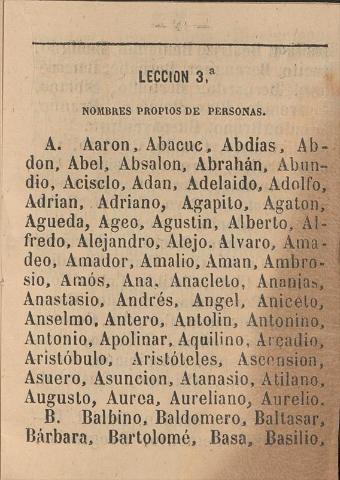 LECCION 3.ª
NOMBRES PROPIOS DE PERSONAS.
A. Aaron, Abacuc, Abdías, Ab-
don, Abel, Absalon, Abrahán, Abun-
dio, Acisclo, Adan, Adelaido, Adolfo,
Adrian, Adriano, Agapito, Agaton,
Agueda, Ageo, Agustin, Alberto, Al-
fredo, Alejandro, Alejo. Alvaro, Ama-
deo, Amador, Amalio, Aman, Ambro-
sio, Amós, Ana. Anacleto, Ananias,
Anastasio, Andrés, Angel, Aniceto,
Anselmo, Antero, Antolin, Antonino,
Antonio, Apolinar, Aquilino, Arcadio,
Aristóbulo, Aristóteles, Ascension,
Asuero, Asuncion, Atanasio, Atilano,
Augusto, Aurea, Aureliano, Aurelio.
B. Balbino, Baldomero, Baltasar,
Bárbara, Bartolomé, Basa, Basilio,